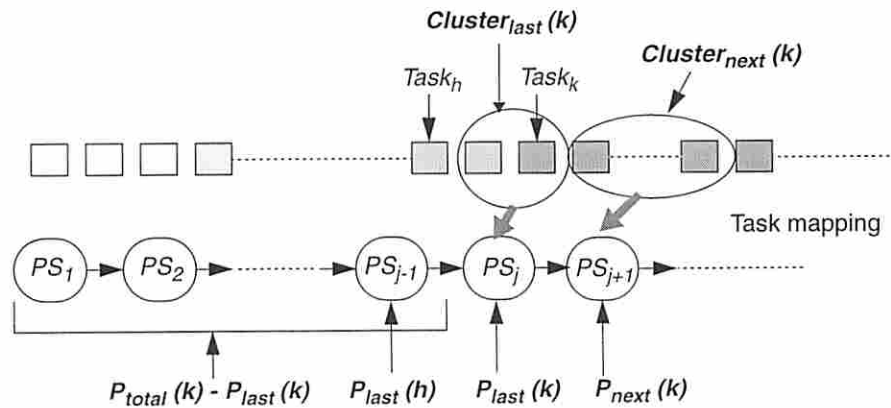 Cluster_last (k)
Cluster_next (k)
Task_h Task_k
Task mapping
PS_1 PS_2 PS_j-1 PS_j PS_j+1
P_total (k) - P_last (k) P_last (h) P_last (k) P_next (k)